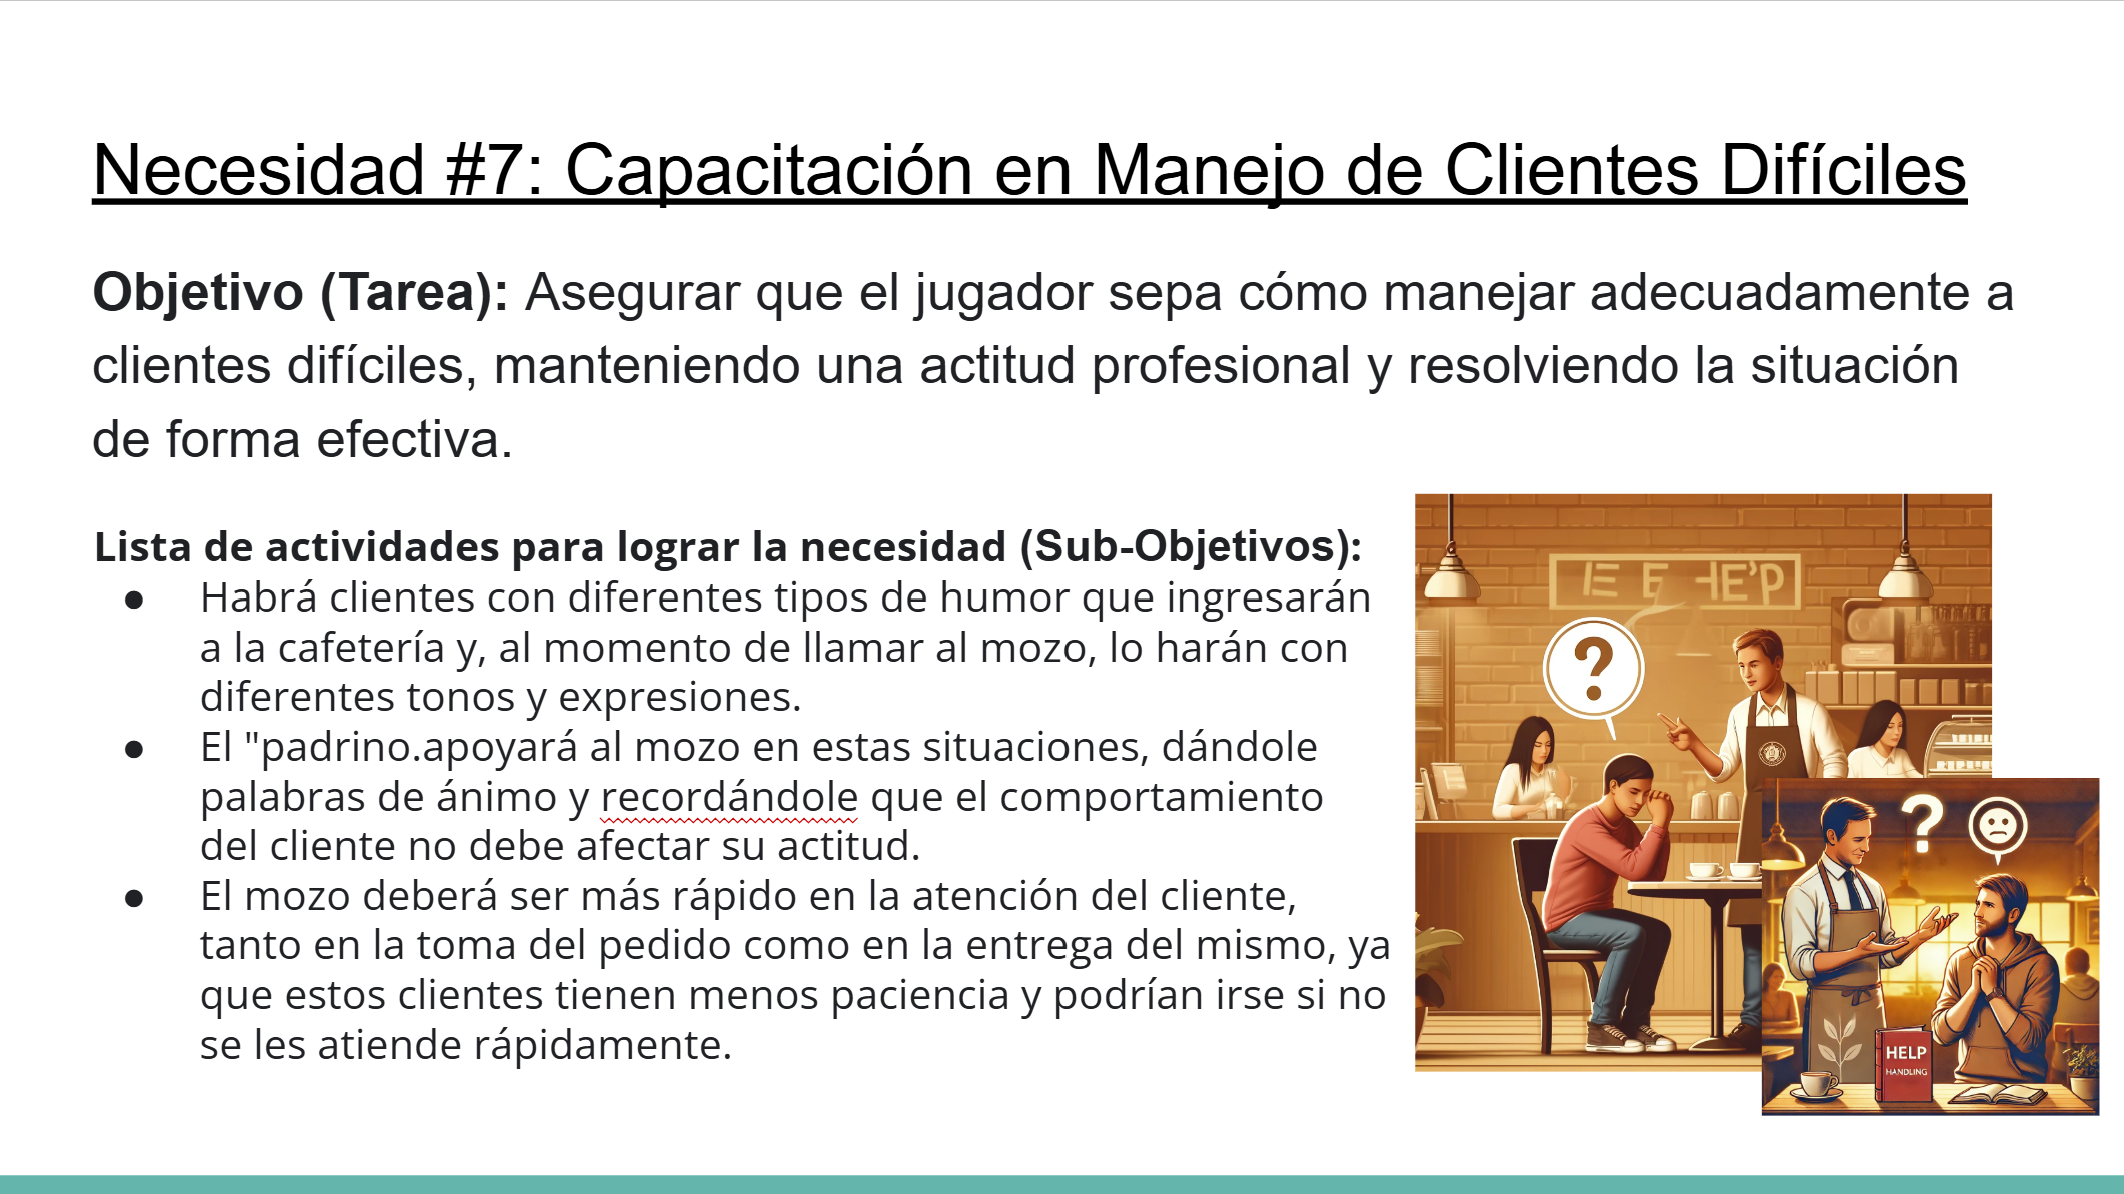 Necesidad #7: Capacitación en Manejo de Clientes Difíciles
Objetivo (Tarea): Asegurar que el jugador sepa cómo manejar adecuadamente a
clientes difíciles, manteniendo una actitud profesional y resolviendo la situación
de forma efectiva.
Lista de actividades para lograr la necesidad (Sub-Objetivos):
● Habrá clientes con diferentes tipos de humor que ingresarán
a la cafetería y, al momento de llamar al mozo, lo harán con
diferentes tonos y expresiones.
● El "padrino.apoyará al mozo en estas situaciones, dándole
palabras de ánimo y recordándole que el comportamiento
del cliente no debe afectar su actitud.
● El mozo deberá ser más rápido en la atención del cliente,
tanto en la toma del pedido como en la entrega del mismo, ya
que estos clientes tienen menos paciencia y podrían irse si no
se les atiende rápidamente.
?
?
HELP
HANDLING